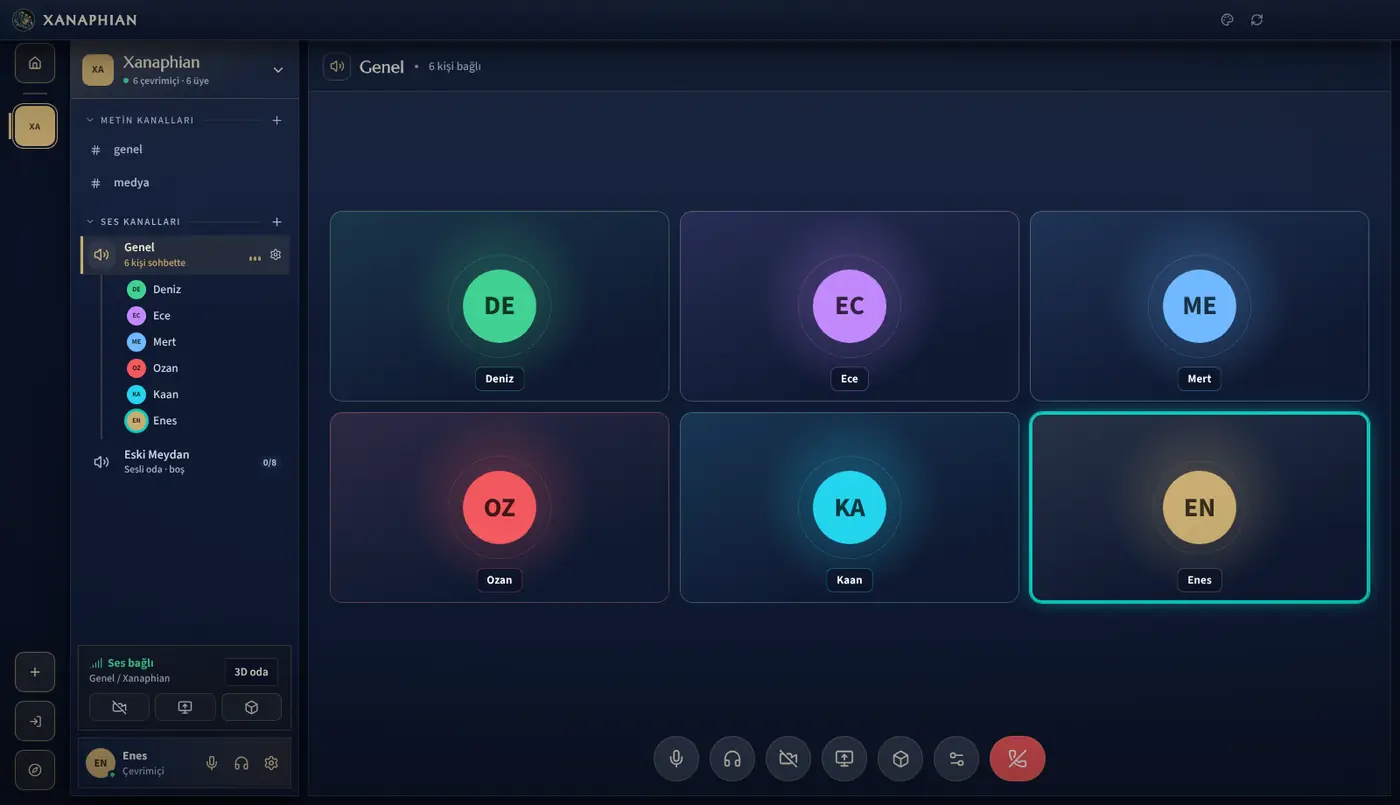 XANAPHIAN
XA
XA
Xanaphian
6 çevrimiçi · 6 üye
METİN KANALLARI
# genel
# medya
SES KANALLARI
Genel
6 kişi sohbette
DE Deniz
EC Ece
ME Mert
OZ Ozan
KA Kaan
EN Enes
Eski Meydan
Sesli oda · boş
0/8
Ses bağlı
Genel / Xanaphian
3D oda
EN
Enes
Çevrimiçi
Genel • 6 kişi bağlı
DE
Deniz
EC
Ece
ME
Mert
OZ
Ozan
KA
Kaan
EN
Enes